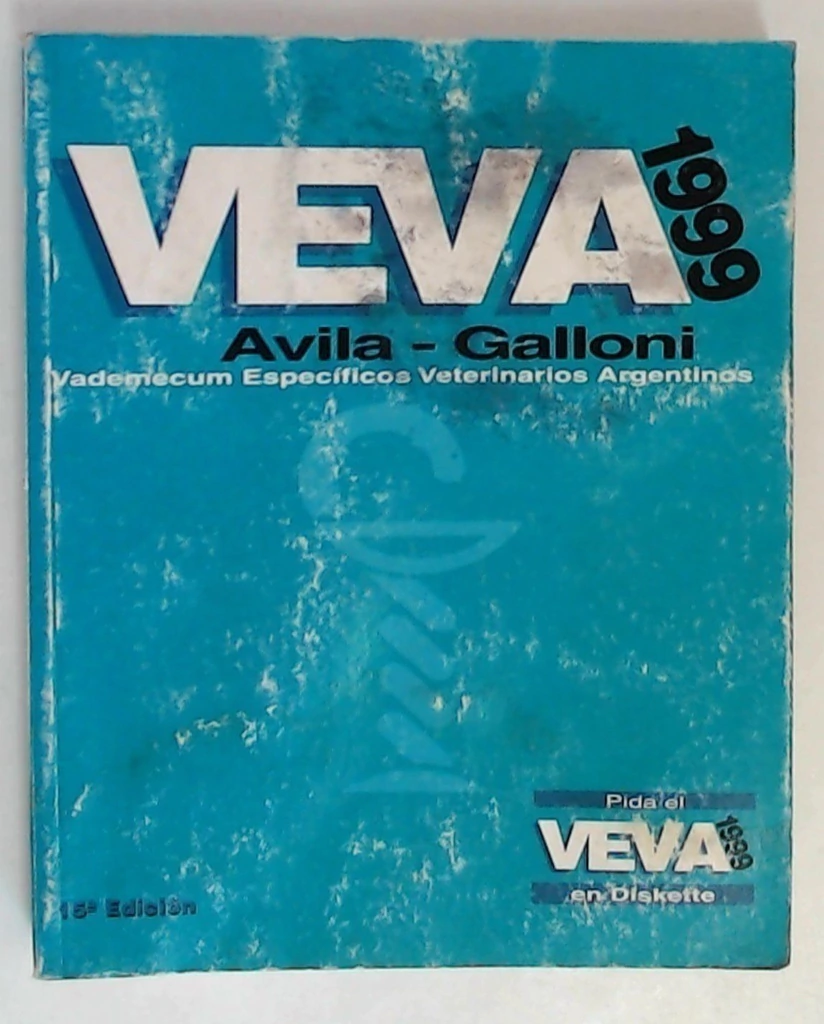 VEVA 1999
Avila - Galloni
Vademecum Específicos Veterinarios Argentinos
Pida el
VEVA 1999
en Diskette
15ª Edición